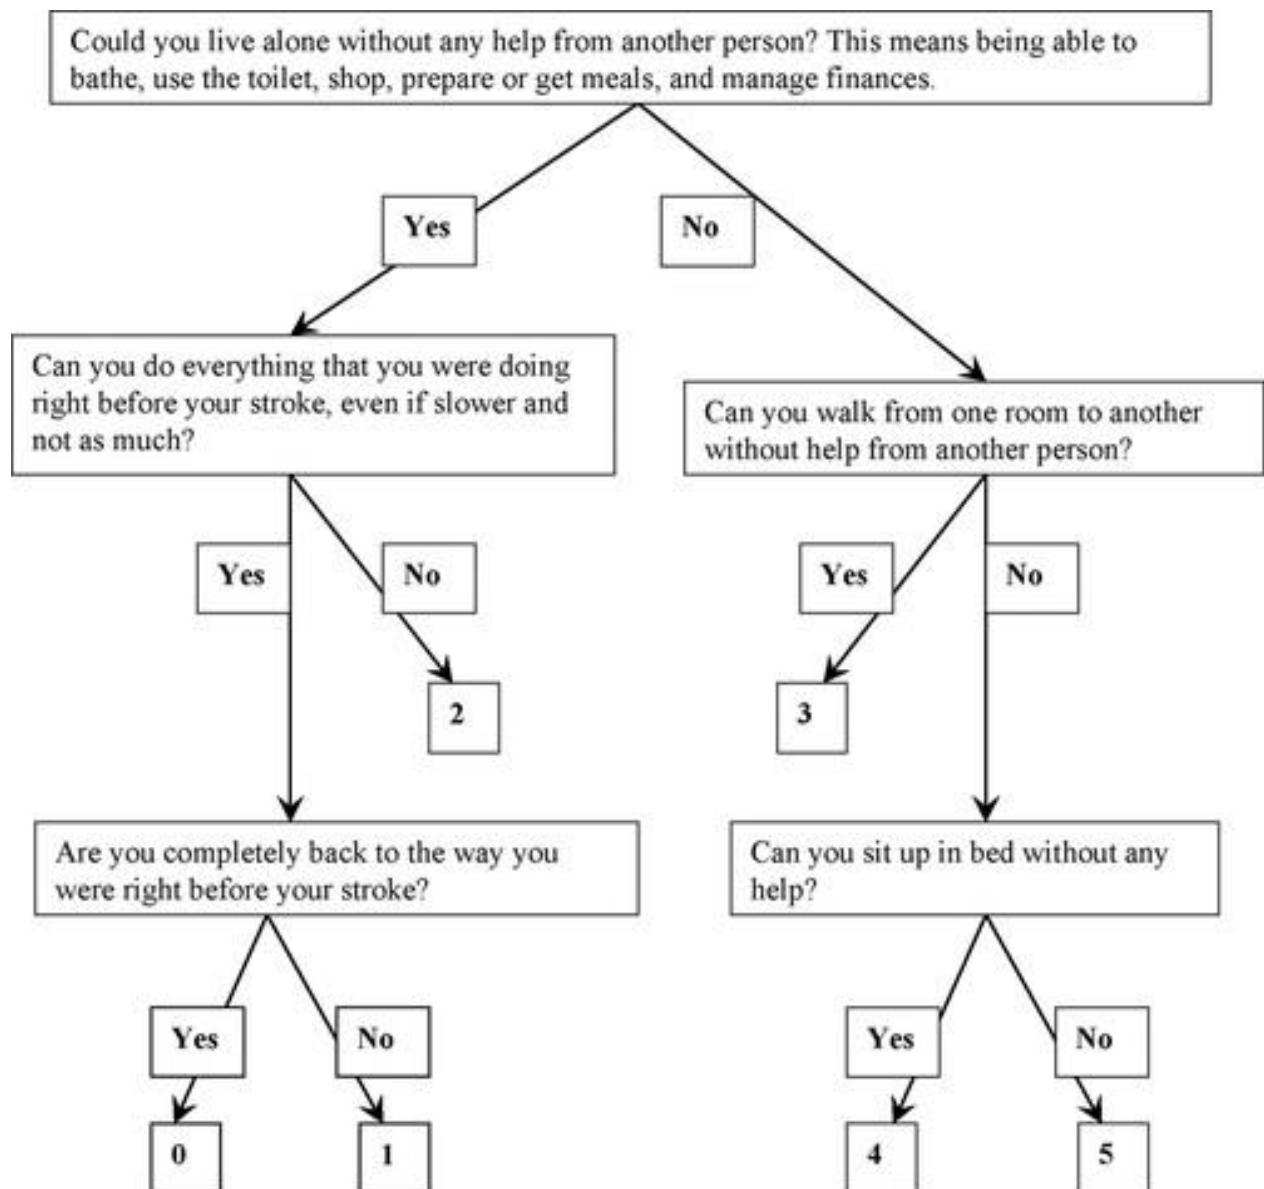 Could you live alone without any help from another person? This means being able to
bathe, use the toilet, shop, prepare or get meals, and manage finances.
Yes
No
Can you do everything that you were doing
right before your stroke, even if slower and
not as much?
Can you walk from one room to another
without help from another person?
Yes
No
Yes
No
2
3
Are you completely back to the way you
were right before your stroke?
Can you sit up in bed without any
help?
Yes
No
Yes
No
0
1
4
5